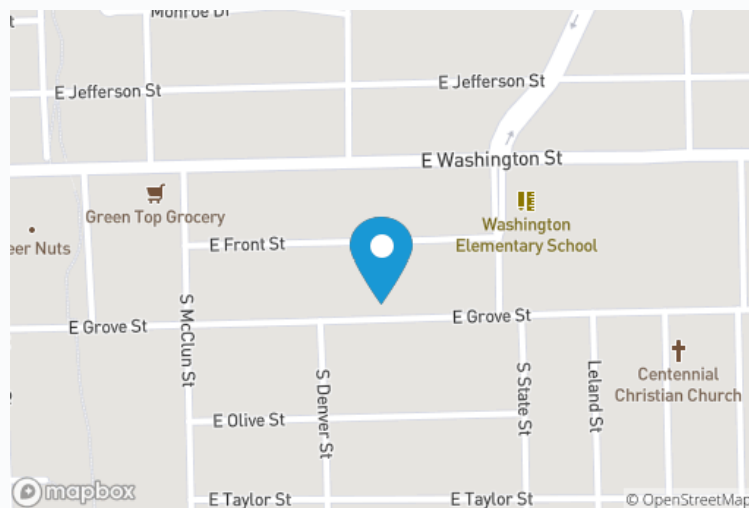 Monroe Dr
E Jefferson St
E Jefferson St
E Washington St
Green Top Grocery
Washington
Elementary School
eer Nuts
E Front St
S McClun St
E Grove St
E Grove St
S Denver St
S State St
Leland St
Centennial
Christian Church
E Olive St
E Taylor St
E Taylor St
mapbox
© OpenStreetMap